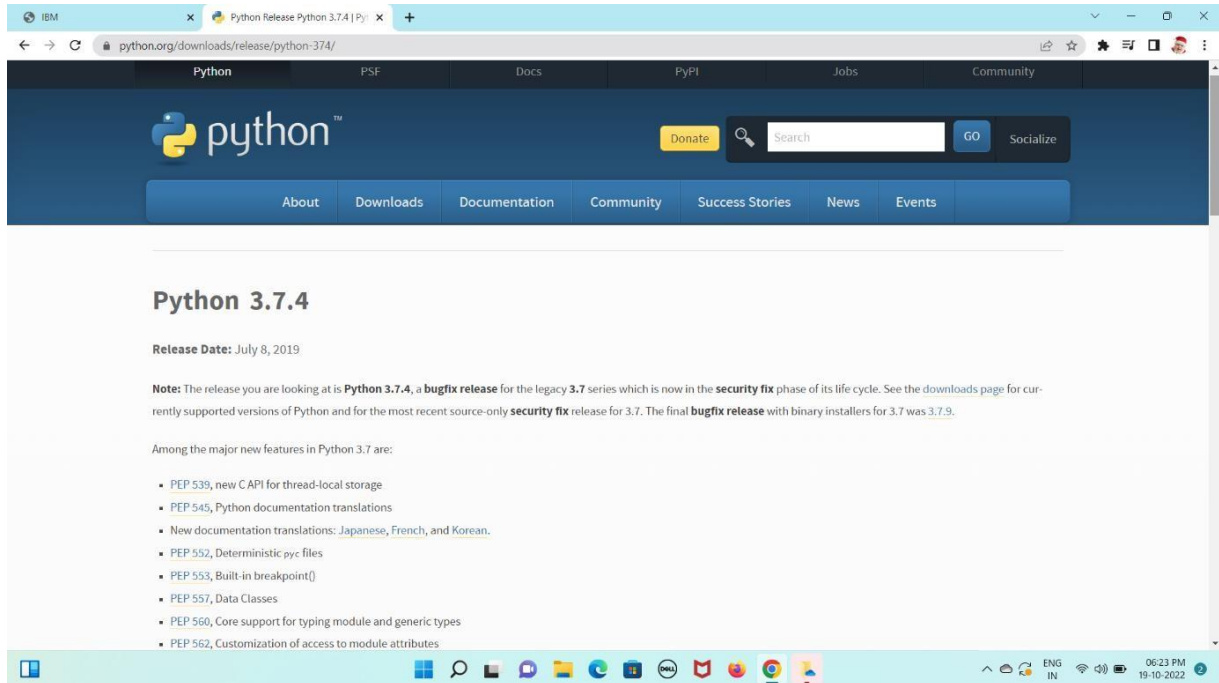 IBM
Python Release Python 3.7.4 | Py
python.org/downloads/release/python-374/
Python PSF Docs PyPI Jobs Community
python™
Donate Search GO Socialize
About Downloads Documentation Community Success Stories News Events
Python 3.7.4
Release Date: July 8, 2019
Note: The release you are looking at is Python 3.7.4, a bugfix release for the legacy 3.7 series which is now in the security fix phase of its life cycle. See the downloads page for cur-
rently supported versions of Python and for the most recent source-only security fix release for 3.7. The final bugfix release with binary installers for 3.7 was 3.7.9.
Among the major new features in Python 3.7 are:
PEP 539, new C API for thread-local storage
PEP 545, Python documentation translations
New documentation translations: Japanese, French, and Korean.
PEP 552, Deterministic pyc files
PEP 553, Built-in breakpoint()
PEP 557, Data Classes
PEP 560, Core support for typing module and generic types
PEP 562, Customization of access to module attributes
DELL
ENG 06:23 PM
IN 19-10-2022 2